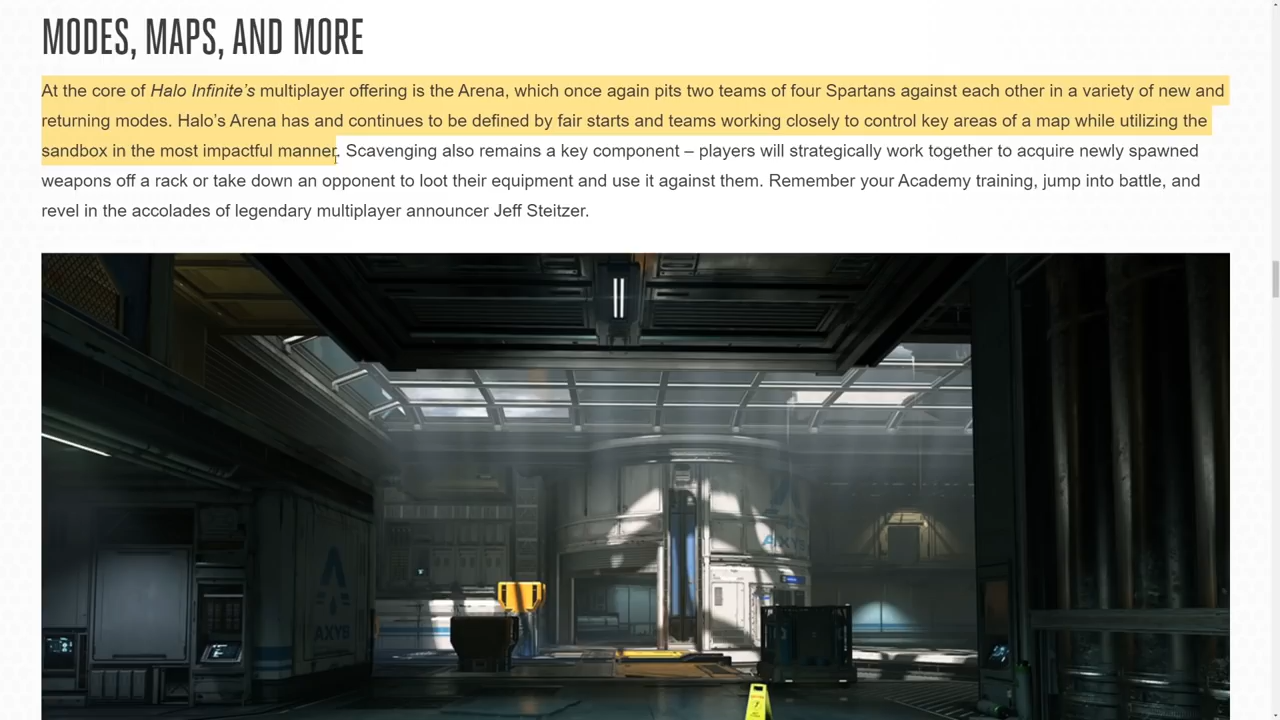 MODES, MAPS, AND MORE
At the core of Halo Infinite’s multiplayer offering is the Arena, which once again pits two teams of four Spartans against each other in a variety of new and
returning modes. Halo’s Arena has and continues to be defined by fair starts and teams working closely to control key areas of a map while utilizing the
sandbox in the most impactful manner. Scavenging also remains a key component – players will strategically work together to acquire newly spawned
weapons off a rack or take down an opponent to loot their equipment and use it against them. Remember your Academy training, jump into battle, and
revel in the accolades of legendary multiplayer announcer Jeff Steitzer.
AXYS
AXYS